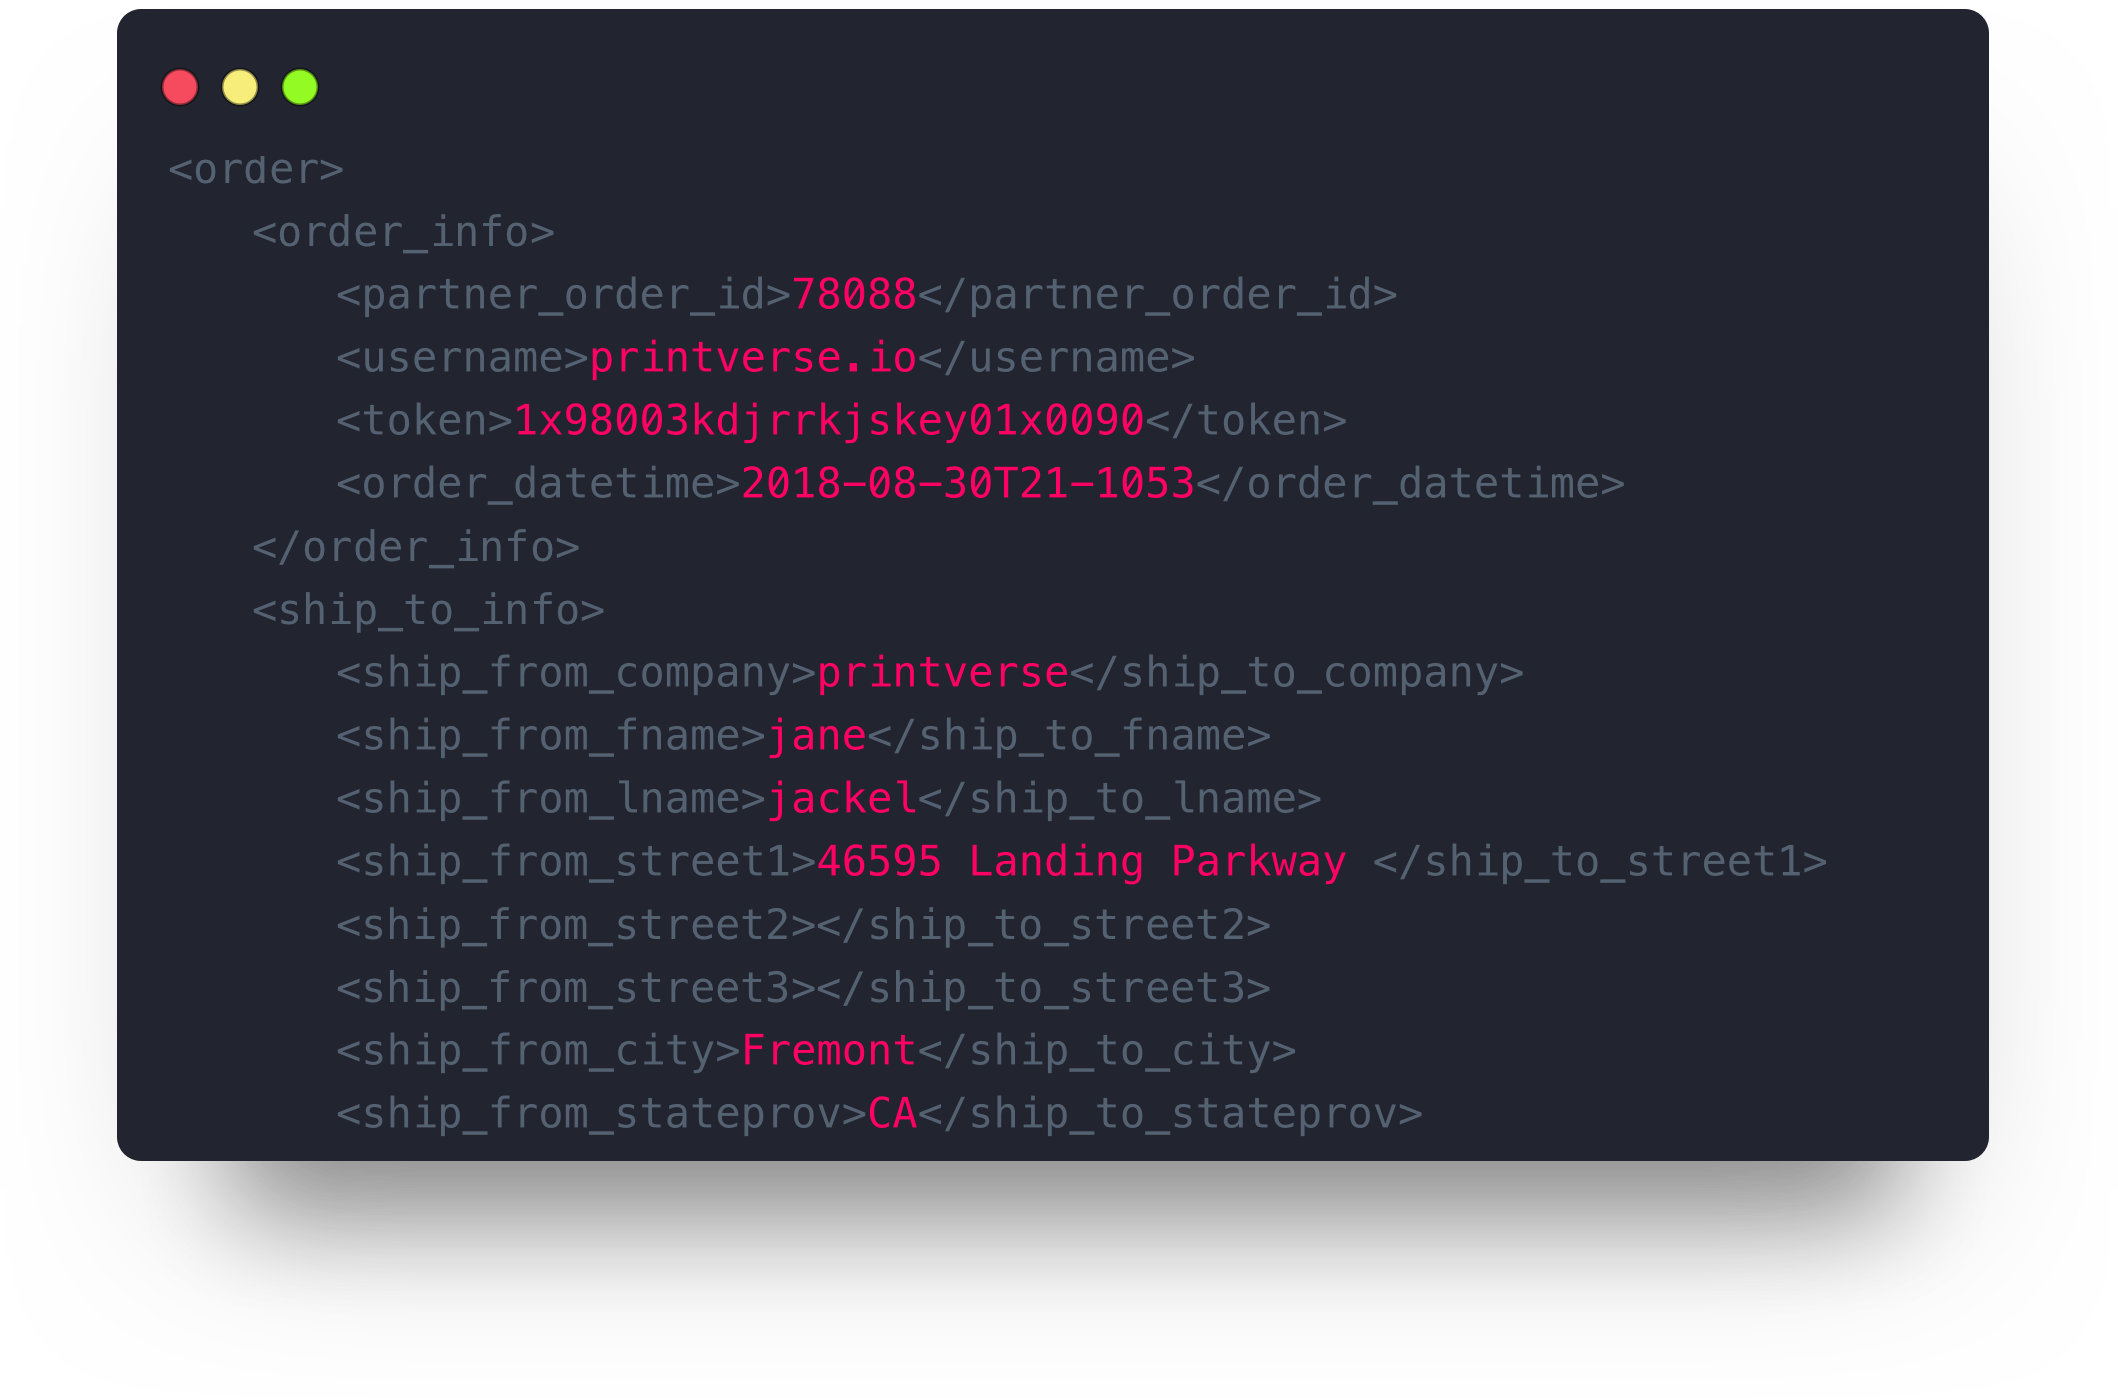 <order>
<order_info>
<partner_order_id>78088</partner_order_id>
<username>printverse.io</username>
<token>1x98003kdjrrkjskey01x0090</token>
<order_datetime>2018-08-30T21-1053</order_datetime>
</order_info>
<ship_to_info>
<ship_from_company>printverse</ship_to_company>
<ship_from_fname>jane</ship_to_fname>
<ship_from_lname>jackel</ship_to_lname>
<ship_from_street1>46595 Landing Parkway </ship_to_street1>
<ship_from_street2></ship_to_street2>
<ship_from_street3></ship_to_street3>
<ship_from_city>Fremont</ship_to_city>
<ship_from_stateprov>CA</ship_to_stateprov>